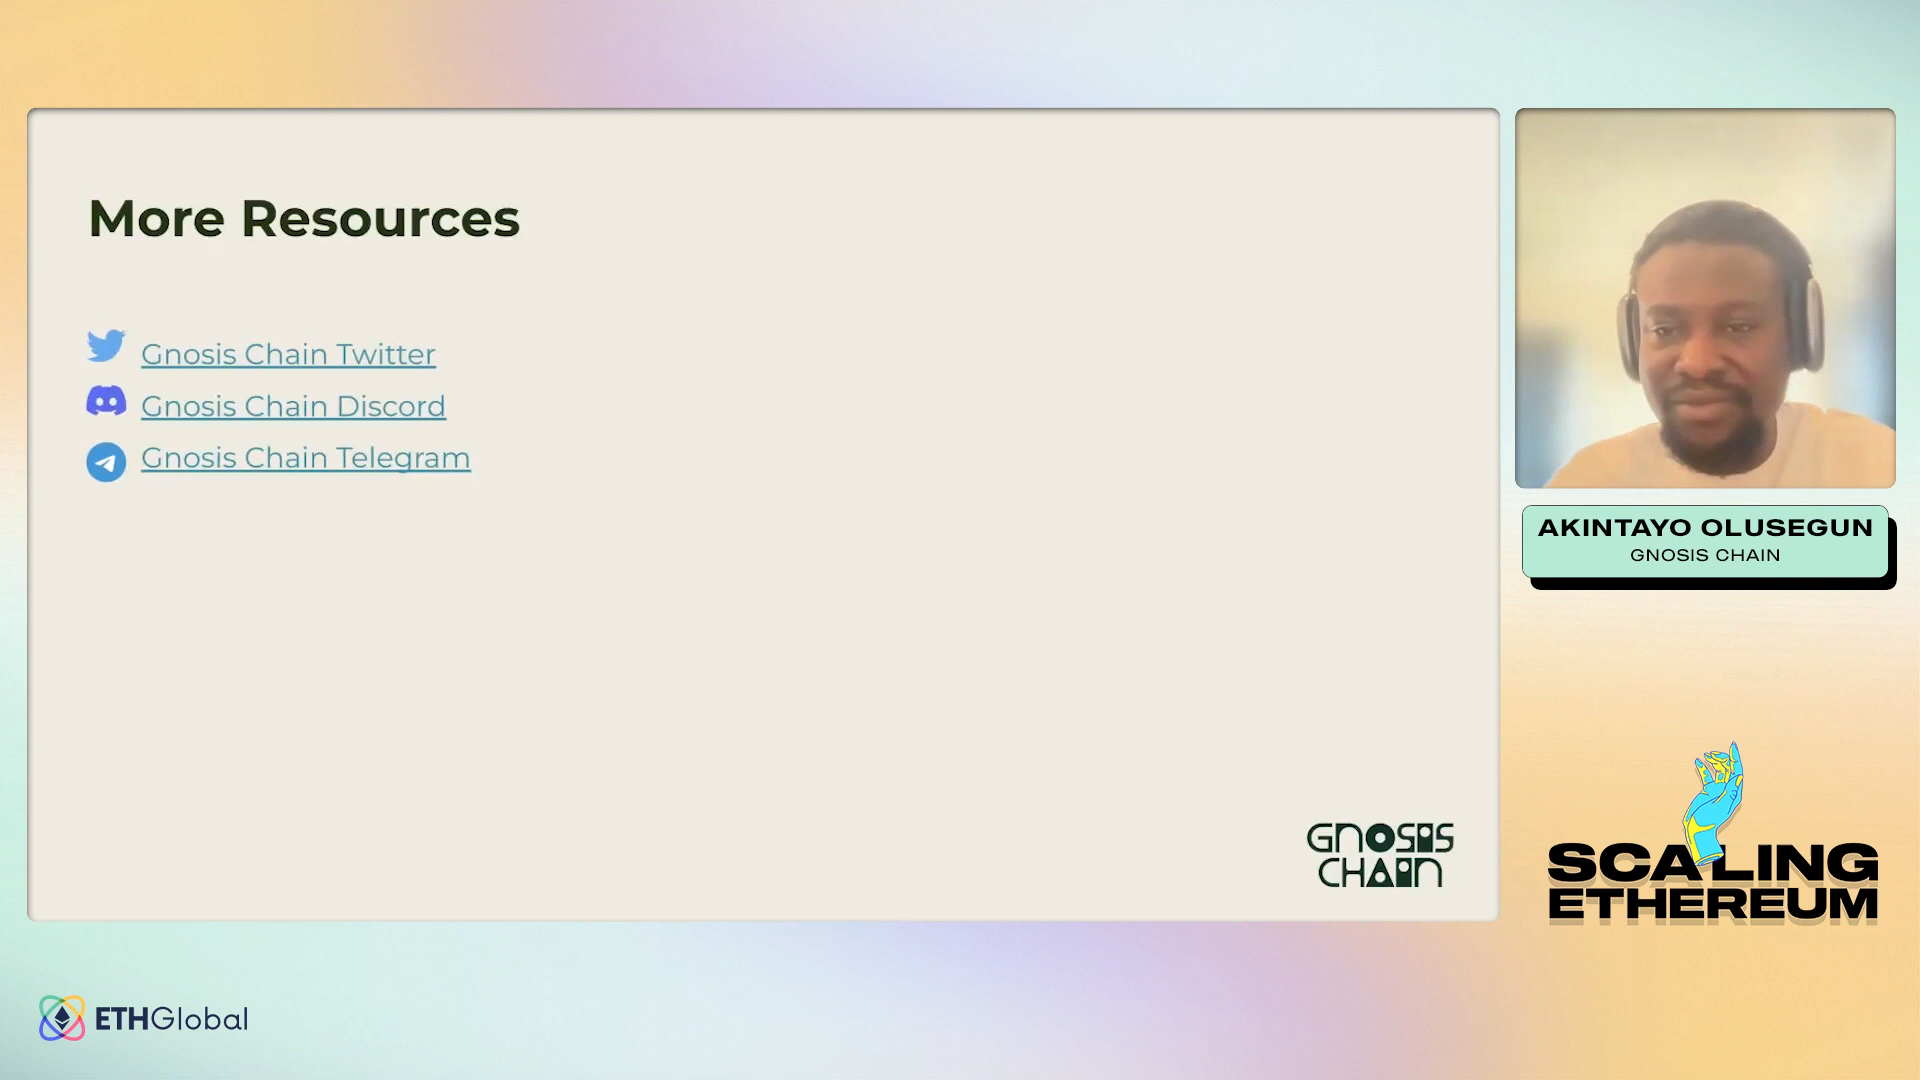 More Resources
Gnosis Chain Twitter
Gnosis Chain Discord
Gnosis Chain Telegram
GNOSIS
CHAIN
AKINTAYO OLUSEGUN
GNOSIS CHAIN
SCALING
ETHEREUM
ETHGlobal